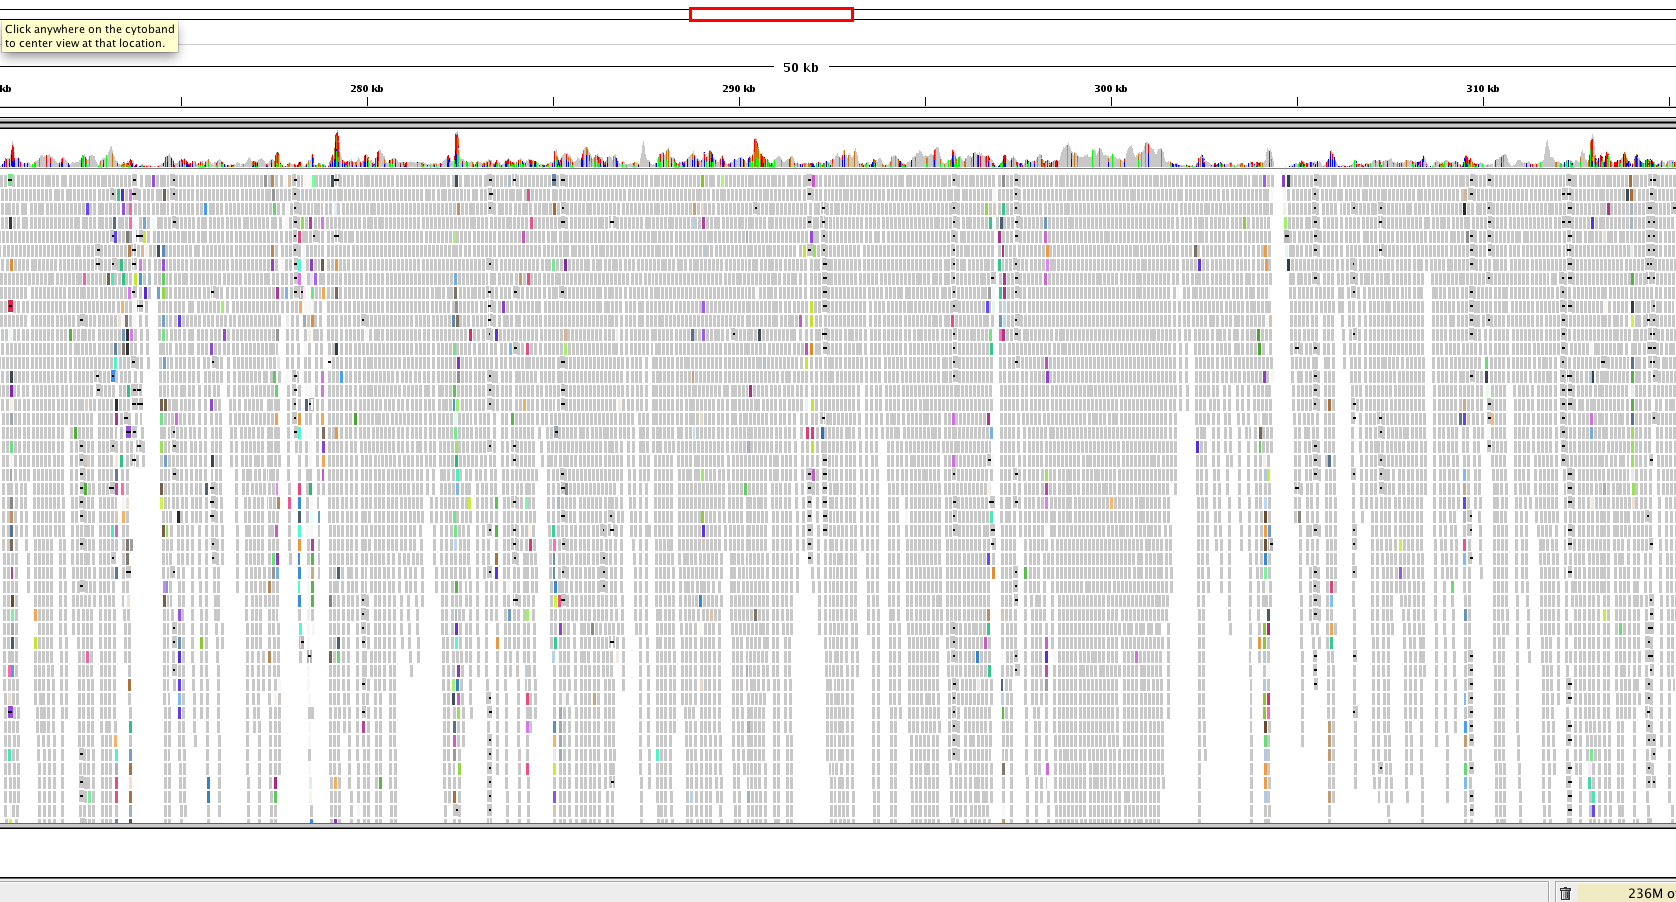 Click anywhere on the cytoband
to center view at that location.
50 kb
kb
280 kb
290 kb
300 kb
310 kb
236M o